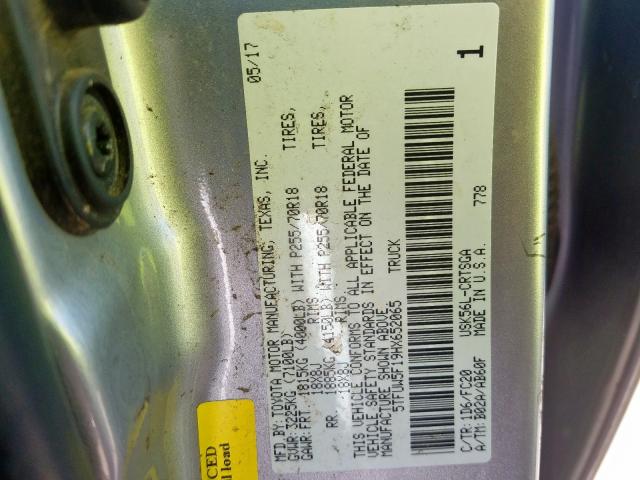 MFD BY: TOYOTA MOTOR MANUFACTURING, TEXAS, INC. 05/17
GVWR: 3225KG (7100LB)
GAWR: FRT. 1815KG (4000LB) WITH P255/70R18 TIRES,
18X8J RIMS
RR. 1885KG (4150LB) WITH P255/70R18 TIRES,
18X8J RIMS
THIS VEHICLE CONFORMS TO ALL APPLICABLE FEDERAL MOTOR
VEHICLE SAFETY STANDARDS IN EFFECT ON THE DATE OF
MANUFACTURE SHOWN ABOVE.
5TFUW5F19HX652065 TRUCK
C/TR: 1D6/FC20 USK56L-CRTSGA
A/TM: B02A/AB60F MADE IN U.S.A. 778 1
CED
load